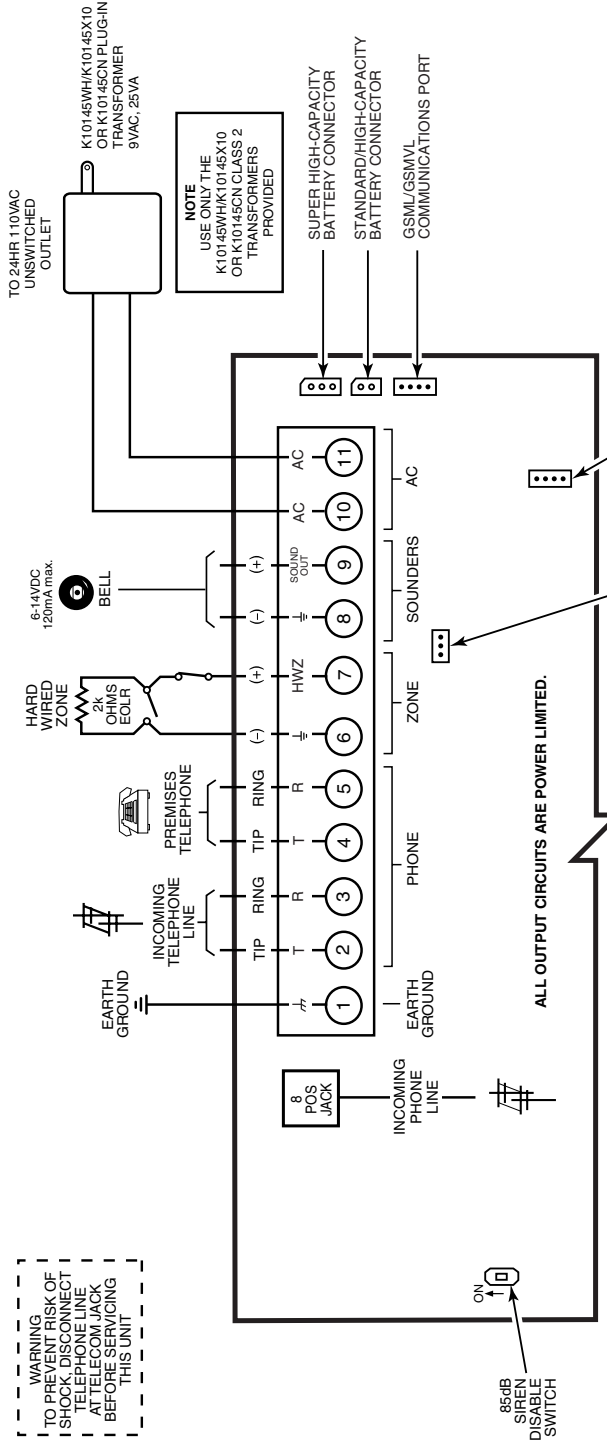 WARNING
TO PREVENT RISK OF
SHOCK, DISCONNECT
TELEPHONE LINE
AT TELECOM JACK
BEFORE SERVICING
THIS UNIT
TO 24HR 110VAC
UNSWITCHED
OUTLET
K10145WH/K10145X10
OR K10145CN PLUG-IN
TRANSFORMER
9VAC, 25VA
NOTE
USE ONLY THE
K10145WH/K10145X10
OR K10145CN CLASS 2
TRANSFORMERS
PROVIDED
EARTH
GROUND
INCOMING
TELEPHONE
LINE
PREMISES
TELEPHONE
HARD
WIRED
ZONE
2k
OHMS
EOLR
6-14VDC
120mA max.
BELL
TIP RING TIP RING (-) (+) (-) (+)
T R T R HWZ SOUND OUT AC AC
1 2 3 4 5 6 7 8 9 10 11
EARTH
GROUND
PHONE
ZONE
SOUNDERS
AC
SUPER HIGH-CAPACITY
BATTERY CONNECTOR
STANDARD/HIGH-CAPACITY
BATTERY CONNECTOR
GSML/GSMVL
COMMUNICATIONS PORT
8
POS
JACK
INCOMING
PHONE
LINE
ON
85dB
SIREN
DISABLE
SWITCH
ALL OUTPUT CIRCUITS ARE POWER LIMITED.